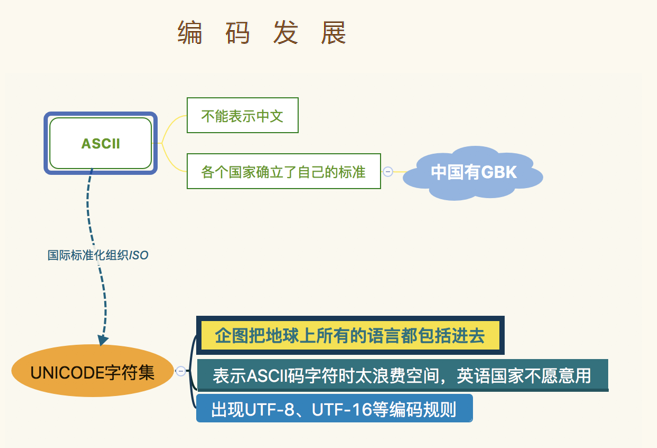 编 码 发 展
ASCII
不能表示中文
各个国家确立了自己的标准
中国有GBK
国际标准化组织ISO
UNICODE字符集
企图把地球上所有的语言都包括进去
表示ASCII码字符时太浪费空间，英语国家不愿意用
出现UTF-8、UTF-16等编码规则